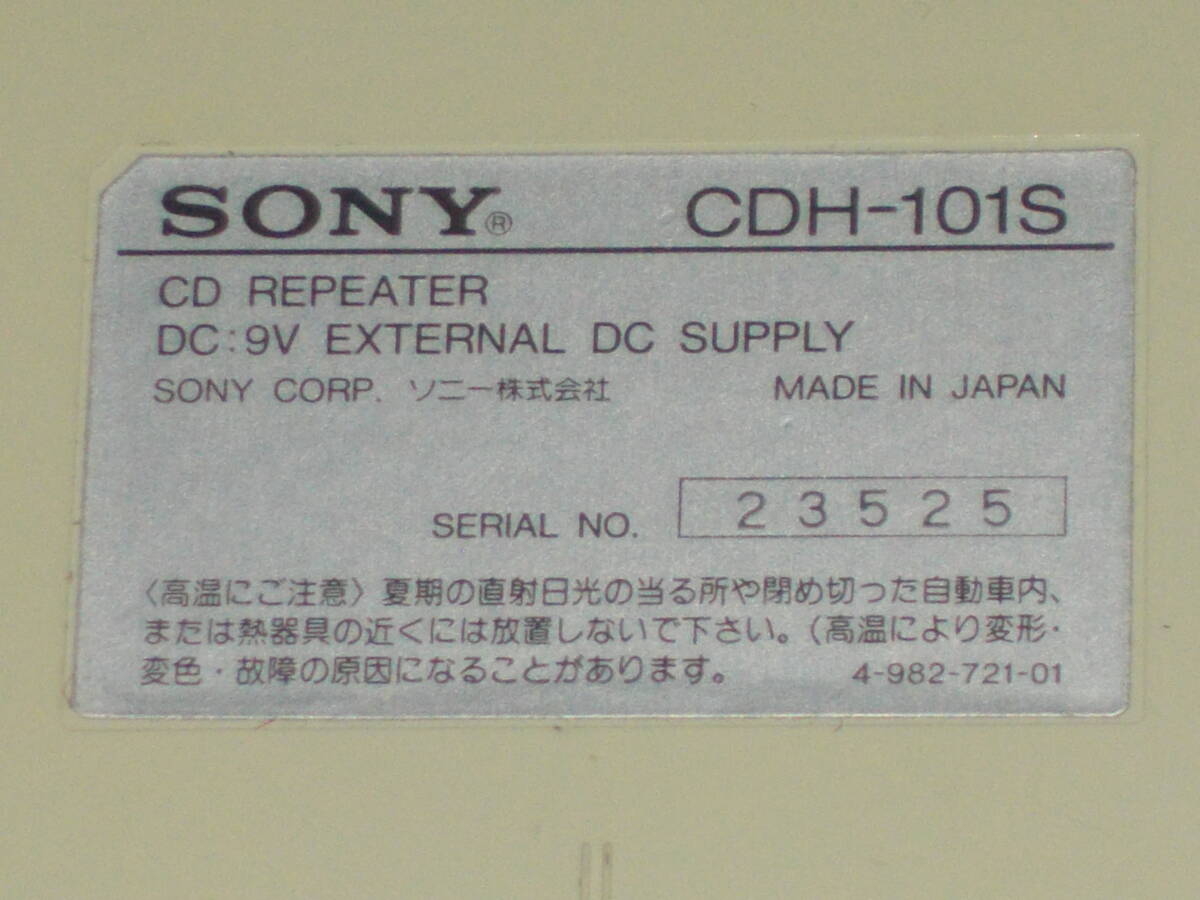 SONY® CDH-101S
CD REPEATER
DC:9V EXTERNAL DC SUPPLY
SONY CORP. ソニー株式会社 MADE IN JAPAN
SERIAL NO. 23525
〈高温にご注意〉夏期の直射日光の当る所や閉め切った自動車内、
または熱器具の近くには放置しないで下さい。(高温により変形・
変色・故障の原因になることがあります。 4-982-721-01